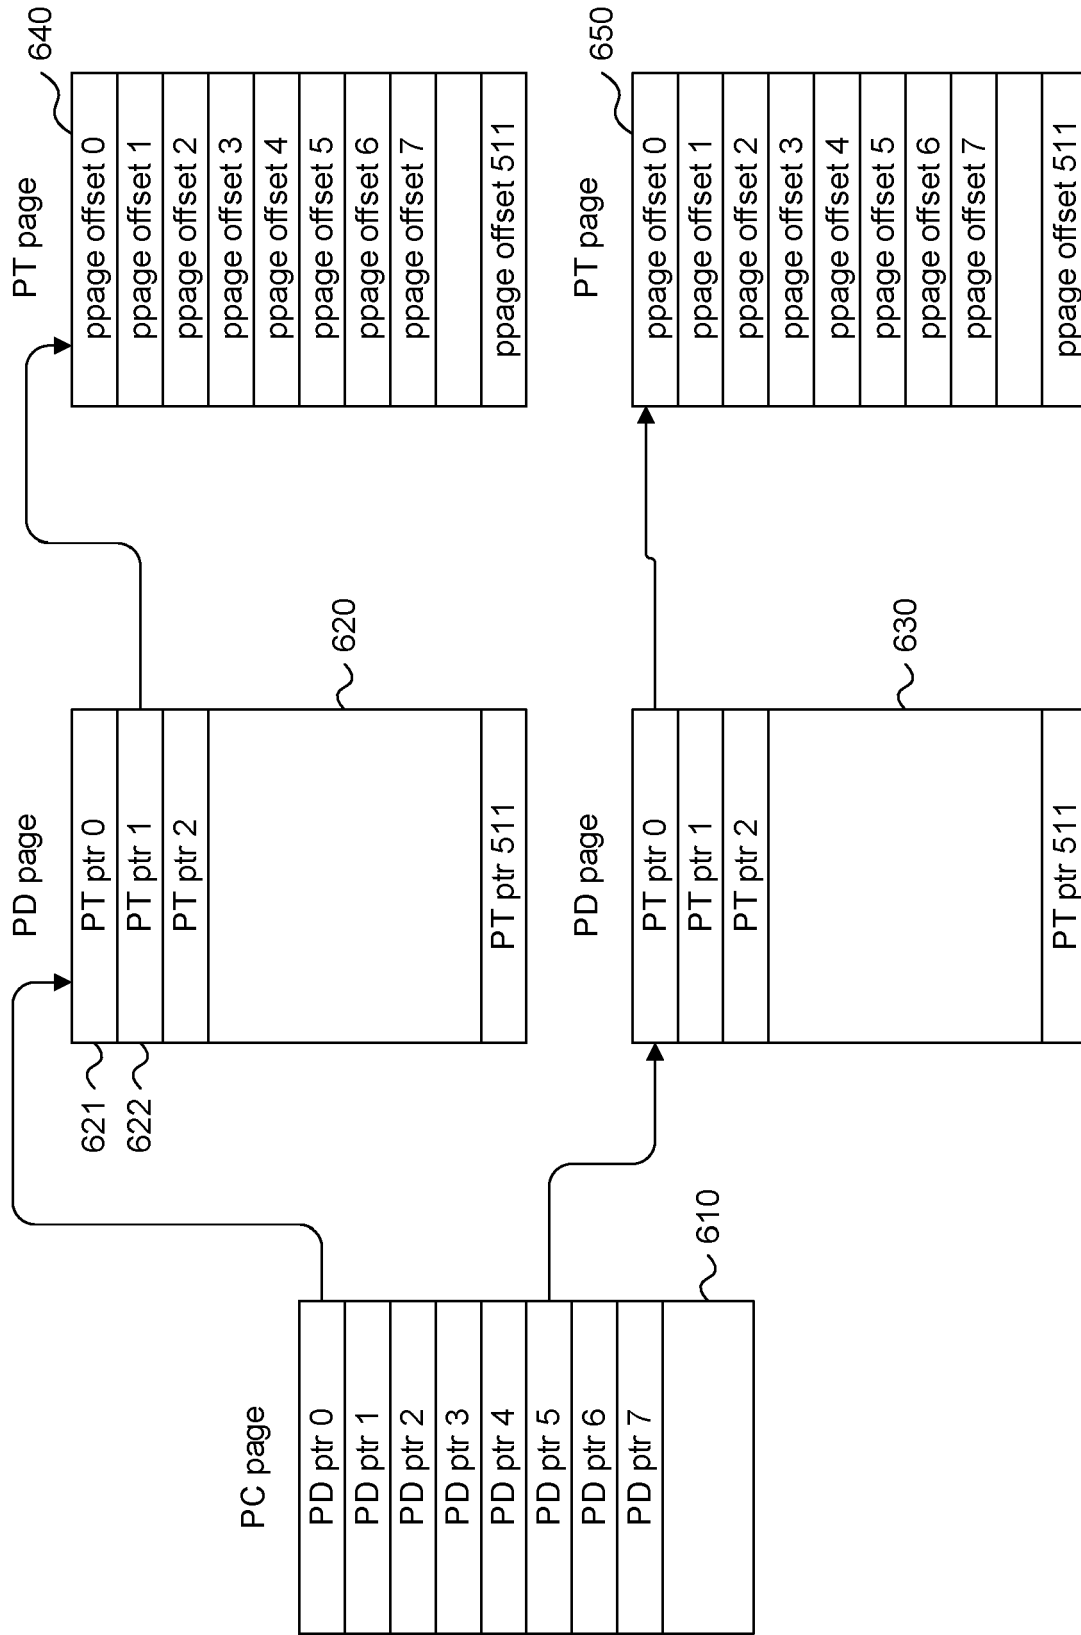 PC page
PD ptr 0
PD ptr 1
PD ptr 2
PD ptr 3
PD ptr 4
PD ptr 5
PD ptr 6
PD ptr 7
610
PD page
621
622
PT ptr 0
PT ptr 1
PT ptr 2
PT ptr 511
620
PD page
PT ptr 0
PT ptr 1
PT ptr 2
PT ptr 511
630
PT page
640
ppage offset 0
ppage offset 1
ppage offset 2
ppage offset 3
ppage offset 4
ppage offset 5
ppage offset 6
ppage offset 7
ppage offset 511
PT page
650
ppage offset 0
ppage offset 1
ppage offset 2
ppage offset 3
ppage offset 4
ppage offset 5
ppage offset 6
ppage offset 7
ppage offset 511